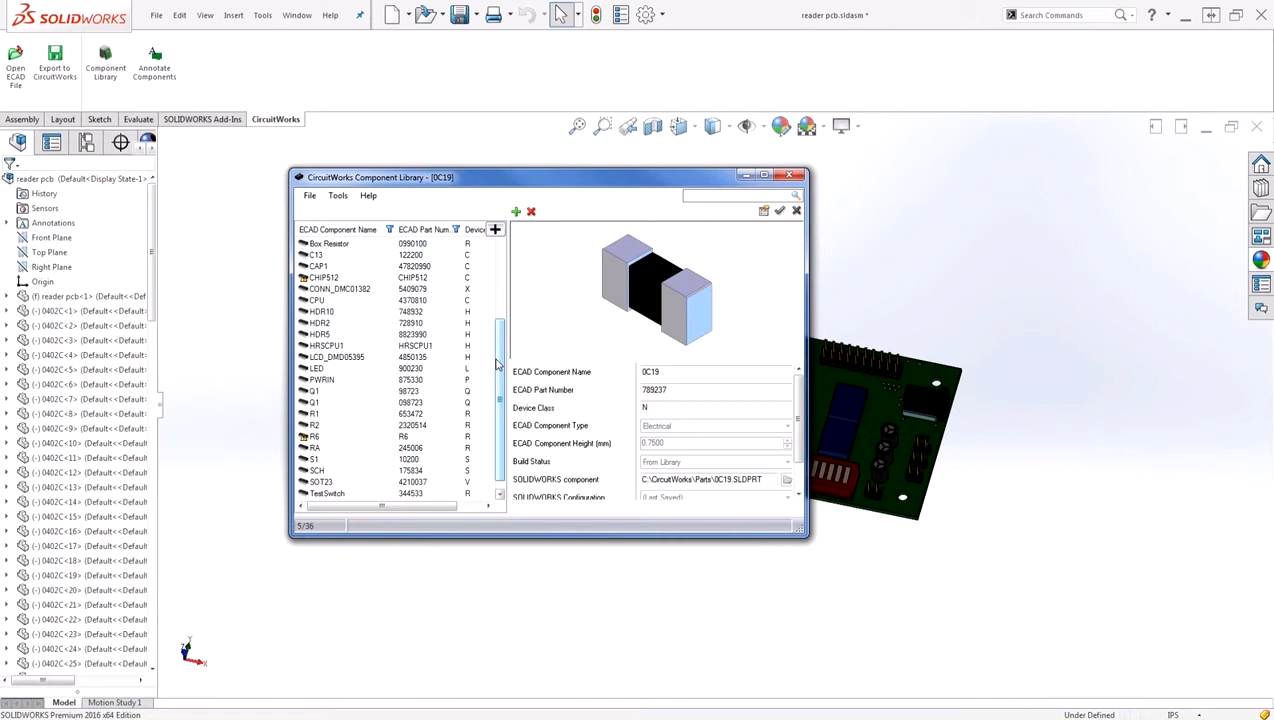 SOLIDWORKS
File Edit View Insert Tools Window Help
reader pcb.sldasm *
Search Commands
Open ECAD File
Export to CircuitWorks
Component Library
Annotate Components
Assembly Layout Sketch Evaluate SOLIDWORKS Add-Ins CircuitWorks
reader pcb (Default<Display State-1>
History
Sensors
Annotations
Front Plane
Top Plane
Right Plane
Origin
(f) reader pcb<1> (Default<<Def
(-) 0402C<1> (Default<<Default>
(-) 0402C<2> (Default<<Default>
(-) 0402C<3> (Default<<Default>
(-) 0402C<4> (Default<<Default>
(-) 0402C<5> (Default<<Default>
(-) 0402C<6> (Default<<Default>
(-) 0402C<7> (Default<<Default>
(-) 0402C<8> (Default<<Default>
(-) 0402C<9> (Default<<Default>
(-) 0402C<10> (Default<<Default
(-) 0402C<11> (Default<<Default
(-) 0402C<12> (Default<<Default
(-) 0402C<13> (Default<<Default
(-) 0402C<14> (Default<<Default
(-) 0402C<15> (Default<<Default
(-) 0402C<16> (Default<<Default
(-) 0402C<17> (Default<<Default
(-) 0402C<18> (Default<<Default
(-) 0402C<19> (Default<<Default
(-) 0402C<20> (Default<<Default
(-) 0402C<21> (Default<<Default
(-) 0402C<22> (Default<<Default
(-) 0402C<23> (Default<<Default
(-) 0402C<24> (Default<<Default
(-) 0402C<25> (Default<<Default
CircuitWorks Component Library - [0C19]
File Tools Help
ECAD Component Name ECAD Part Num... Device
Box Resistor 0990100 R
C13 122200 C
CAP1 47820990 C
CHIP512 CHIP512 C
CONN_DMC01382 5409079 X
CPU 4370810 C
HDR10 748932 H
HDR2 728910 H
HDR5 8823990 H
HRSCPU1 HRSCPU1 H
LCD_DMD05395 4850135 H
LED 900230 L
PWRIN 875330 P
Q1 98723 Q
Q1 098723 Q
R1 653472 R
R2 2320514 R
R6 R6 R
RA 245006 R
S1 10200 S
SCH 175834 S
SOT23 4210037 V
TestSwitch 344533 R
5/36
ECAD Component Name 0C19
ECAD Part Number 789237
Device Class N
ECAD Component Type Electrical
ECAD Component Height (mm) 0.7500
Build Status From Library
SOLIDWORKS component C:\CircuitWorks\Parts\0C19.SLDPRT
SOLIDWORKS Configuration (Last Saved)
Y
Z
X
Model Motion Study 1
SOLIDWORKS Premium 2016 x64 Edition
Under Defined IPS